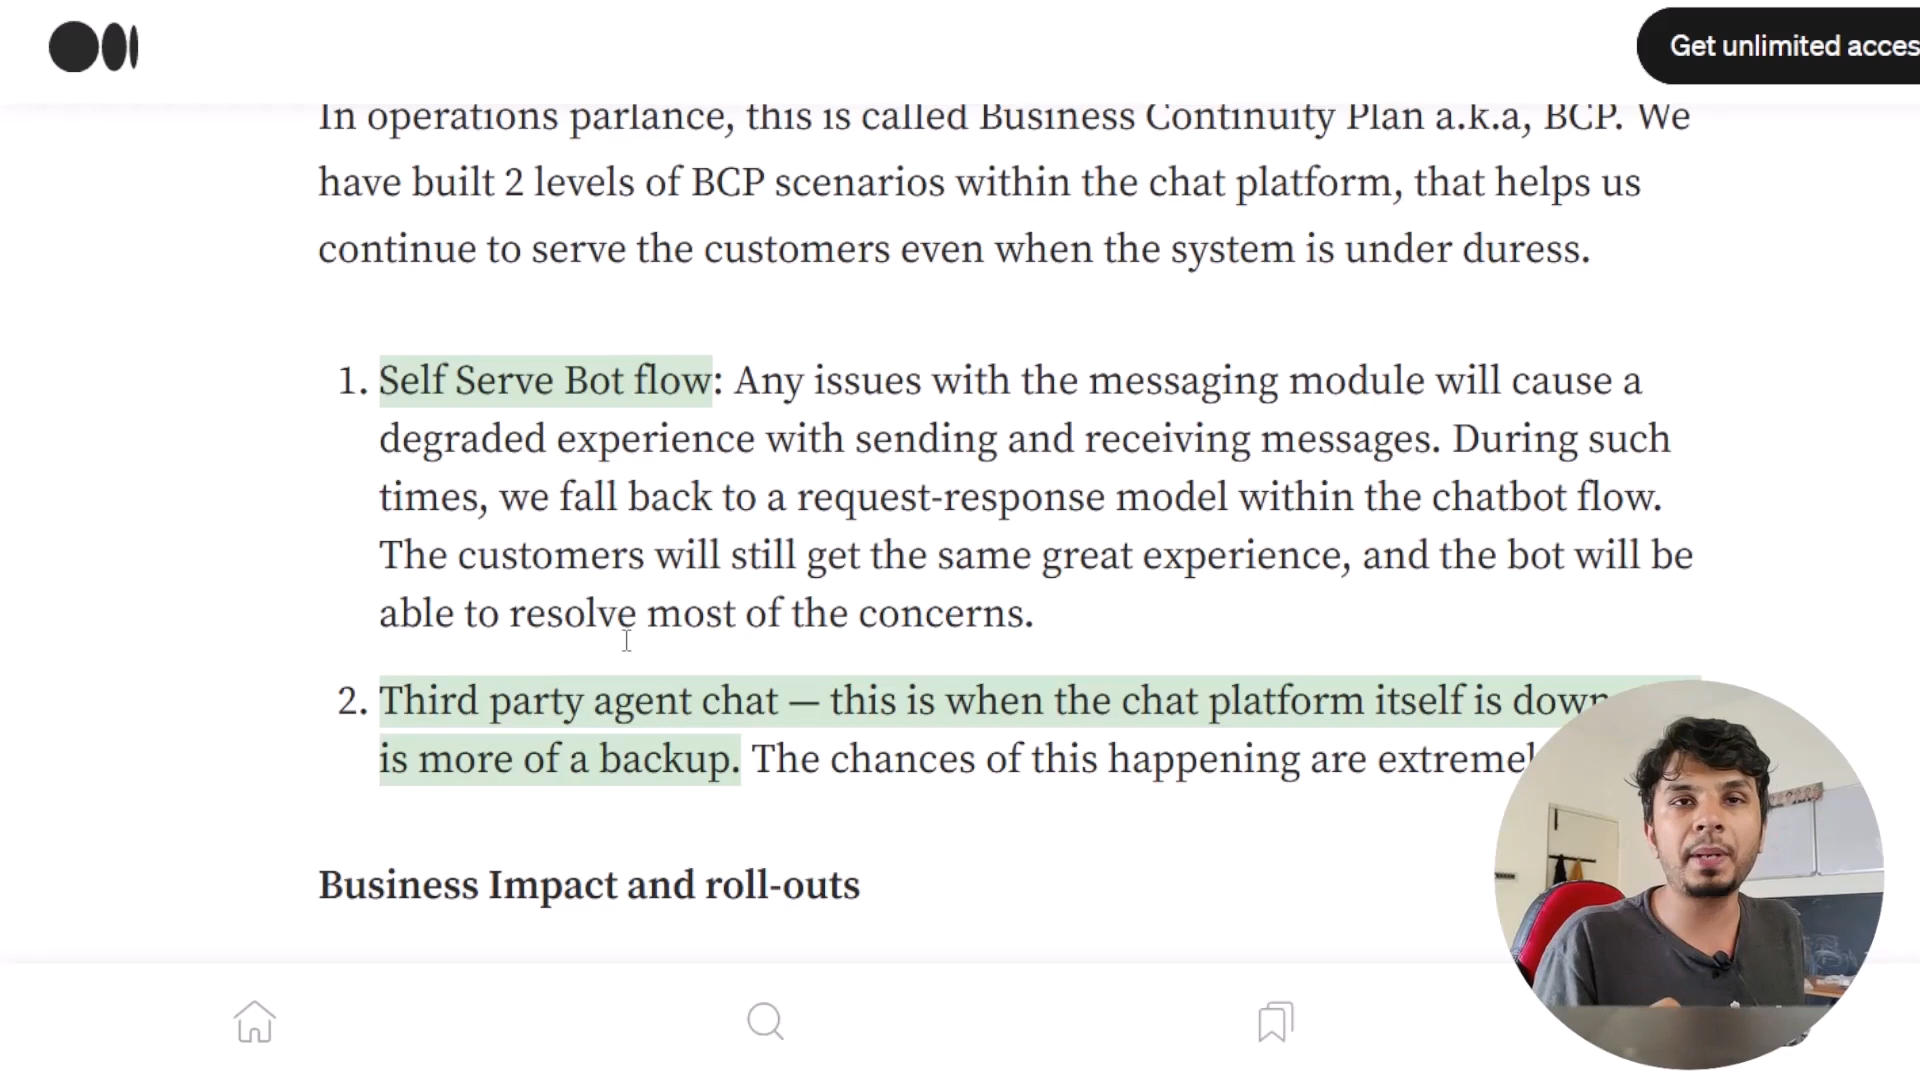 Get unlimited acces
In operations parlance, this is called Business Continuity Plan a.k.a, BCP. We
have built 2 levels of BCP scenarios within the chat platform, that helps us
continue to serve the customers even when the system is under duress.
1. Self Serve Bot flow: Any issues with the messaging module will cause a
degraded experience with sending and receiving messages. During such
times, we fall back to a request-response model within the chatbot flow.
The customers will still get the same great experience, and the bot will be
able to resolve most of the concerns.
2. Third party agent chat — this is when the chat platform itself is down
is more of a backup. The chances of this happening are extremel
Business Impact and roll-outs